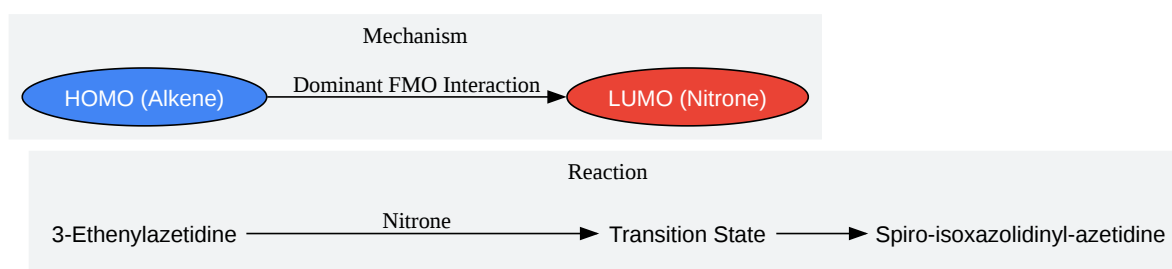 Mechanism
HOMO (Alkene)
Dominant FMO Interaction
LUMO (Nitrone)
Reaction
3-Ethenylazetidine
Nitrone
Transition State
Spiro-isoxazolidinyl-azetidine